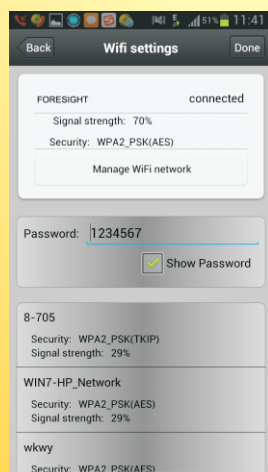 51% 11:41
Back Wifi settings Done
FORESIGHT connected
Signal strength: 70%
Security: WPA2_PSK(AES)
Manage WiFi network
Password: 1234567
Show Password
8-705
Security: WPA2_PSK(TKIP)
Signal strength: 29%
WIN7-HP_Network
Security: WPA2_PSK(AES)
Signal strength: 29%
wkwy
Security: WPA2_PSK(AES)